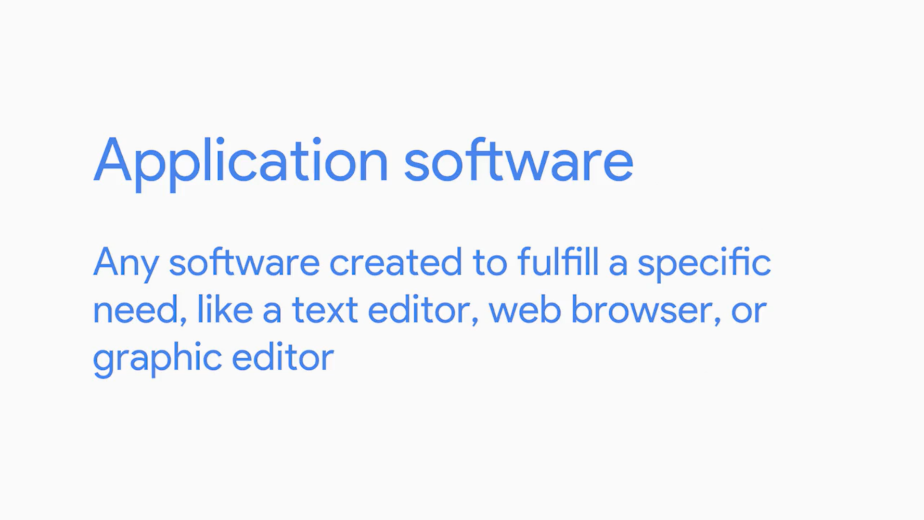 Application software
Any software created to fulfill a specific
need, like a text editor, web browser, or
graphic editor